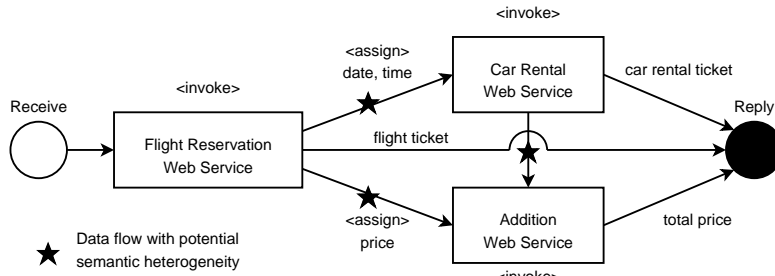 <invoke>
<assign>
date, time
Car Rental
Web Service
car rental ticket
<invoke>
Receive
Reply
Flight Reservation
Web Service
flight ticket
<assign>
price
Addition
Web Service
total price
Data flow with potential
semantic heterogeneity
<invoke>